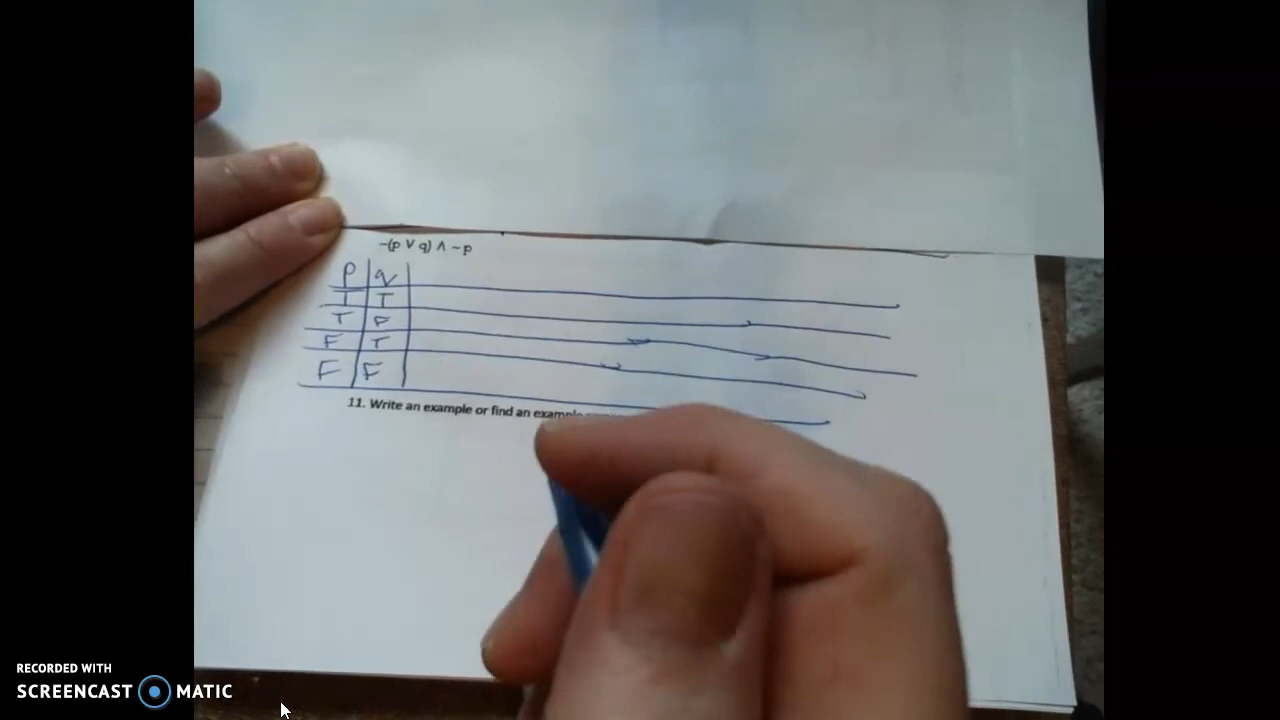 ~(p V q) Λ ~p
p q
T T
T F
F T
F F
11. Write an example or find an example
RECORDED WITH
SCREENCAST MATIC